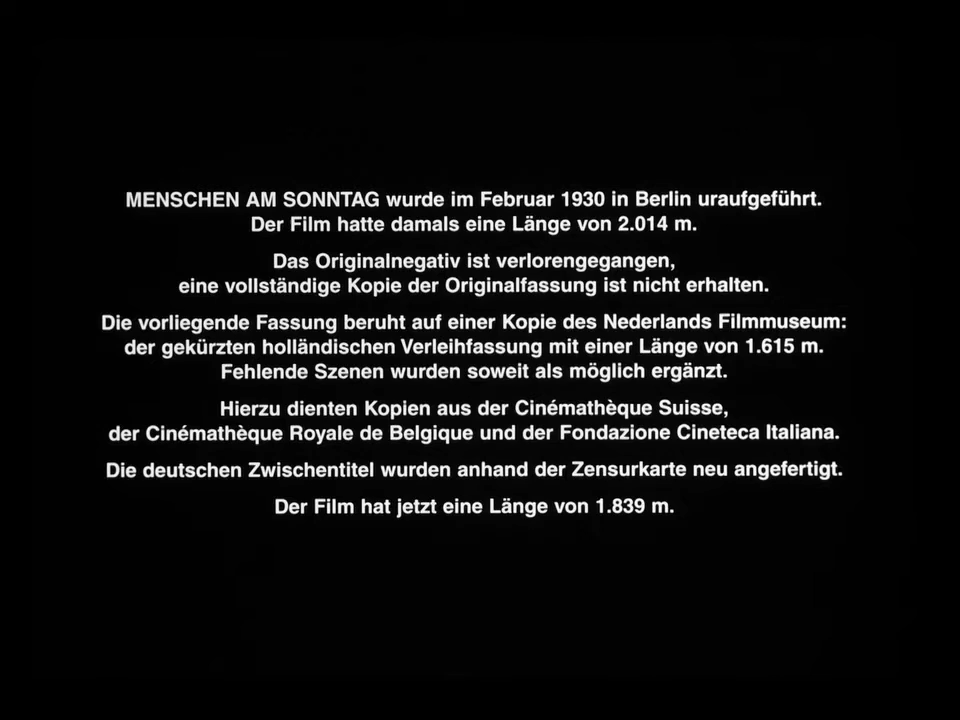 MENSCHEN AM SONNTAG wurde im Februar 1930 in Berlin uraufgeführt.
Der Film hatte damals eine Länge von 2.014 m.
Das Originalnegativ ist verlorengegangen,
eine vollständige Kopie der Originalfassung ist nicht erhalten.
Die vorliegende Fassung beruht auf einer Kopie des Nederlands Filmmuseum:
der gekürzten holländischen Verleihfassung mit einer Länge von 1.615 m.
Fehlende Szenen wurden soweit als möglich ergänzt.
Hierzu dienten Kopien aus der Cinémathèque Suisse,
der Cinémathèque Royale de Belgique und der Fondazione Cineteca Italiana.
Die deutschen Zwischentitel wurden anhand der Zensurkarte neu angefertigt.
Der Film hat jetzt eine Länge von 1.839 m.